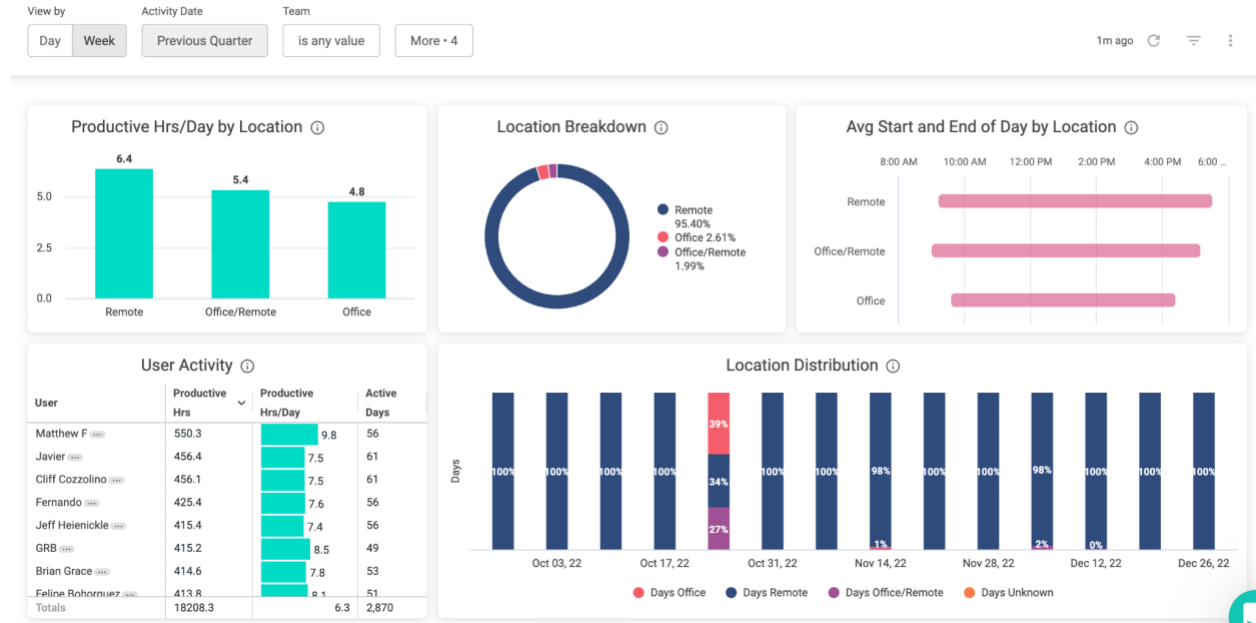 View by
Activity Date
Team
Day
Week
Previous Quarter
is any value
More • 4
1m ago
Productive Hrs/Day by Location
6.4
5.4
4.8
5.0
2.5
0.0
Remote
Office/Remote
Office
Location Breakdown
Remote
95.40%
Office 2.61%
Office/Remote
1.99%
Avg Start and End of Day by Location
8:00 AM 10:00 AM 12:00 PM 2:00 PM 4:00 PM 6:00 ...
Remote
Office/Remote
Office
User Activity
User
Productive
Hrs
Productive
Hrs/Day
Active
Days
Matthew F 550.3 9.8 56
Javier 456.4 7.5 61
Cliff Cozzolino 456.1 7.5 61
Fernando 425.4 7.6 56
Jeff Heienickle 415.4 7.4 56
GRB 415.2 8.5 49
Brian Grace 414.6 7.8 53
Felipe Bohorquez 413.8 8.1 51
Totals 18208.3 6.3 2,870
Location Distribution
Days
39%
100% 100% 100% 100% 34% 100% 100% 98% 100% 100% 98% 100% 100% 100%
27%
1% 2% 0%
Oct 03, 22 Oct 17, 22 Oct 31, 22 Nov 14, 22 Nov 28, 22 Dec 12, 22 Dec 26, 22
Days Office Days Remote Days Office/Remote Days Unknown